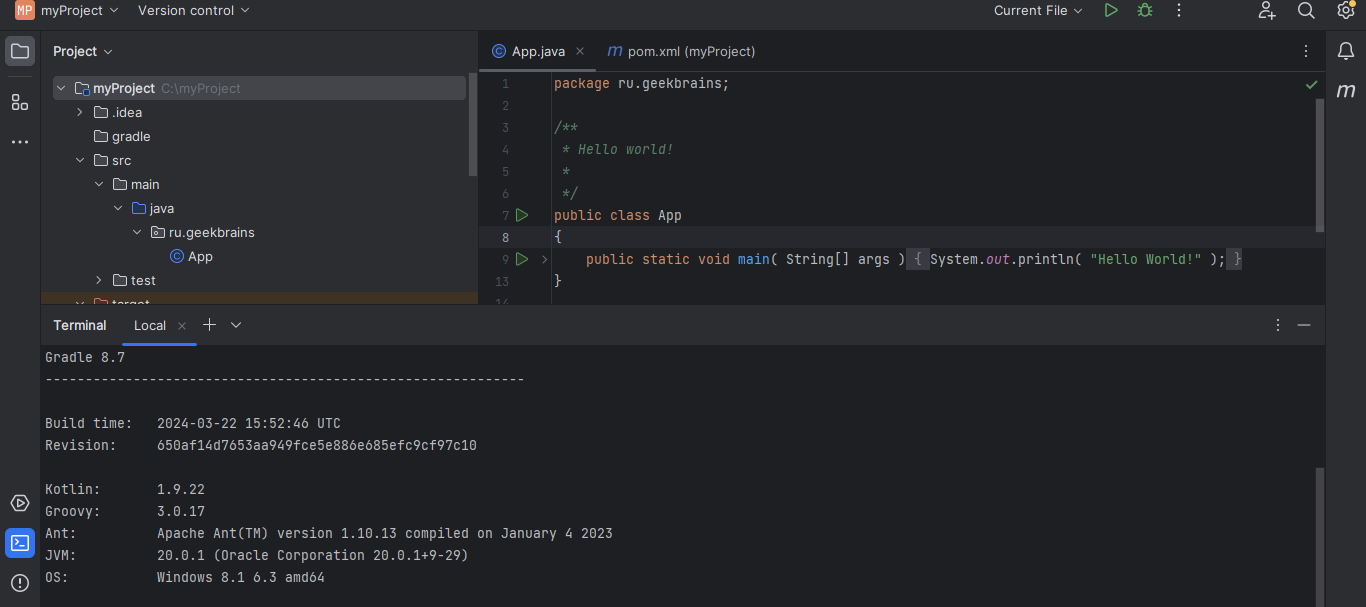 MP myProject Version control Current File
Project
App.java
pom.xml (myProject)
myProject C:\myProject
.idea
gradle
src
main
java
ru.geekbrains
App
test
target
1 package ru.geekbrains;
2
3 /**
4 * Hello world!
5 *
6 */
7 public class App
8 {
9 public static void main( String[] args ) { System.out.println( "Hello World!" ); }
13 }
14
Terminal Local
Gradle 8.7
------------------------------------------------------------
Build time: 2024-03-22 15:52:46 UTC
Revision: 650af14d7653aa949fce5e886e685efc9cf97c10
Kotlin: 1.9.22
Groovy: 3.0.17
Ant: Apache Ant(TM) version 1.10.13 compiled on January 4 2023
JVM: 20.0.1 (Oracle Corporation 20.0.1+9-29)
OS: Windows 8.1 6.3 amd64